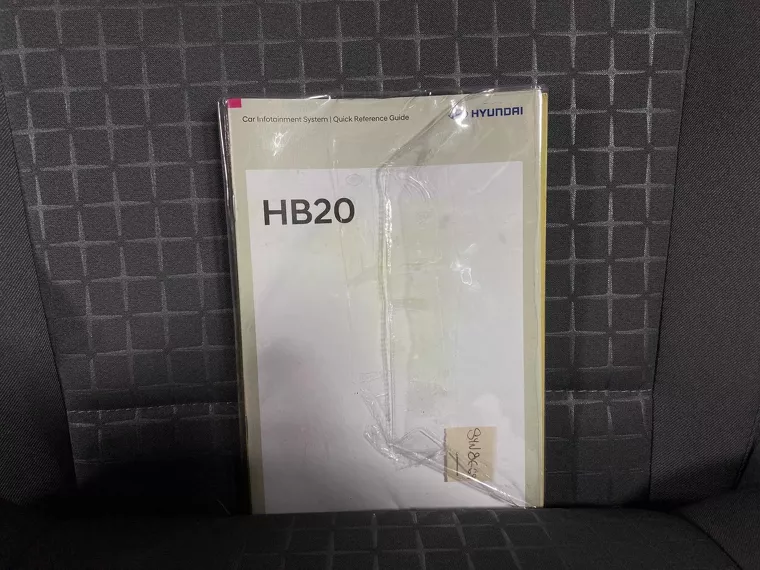 Car Infotainment System | Quick Reference Guide
HYUNDAI
HB20